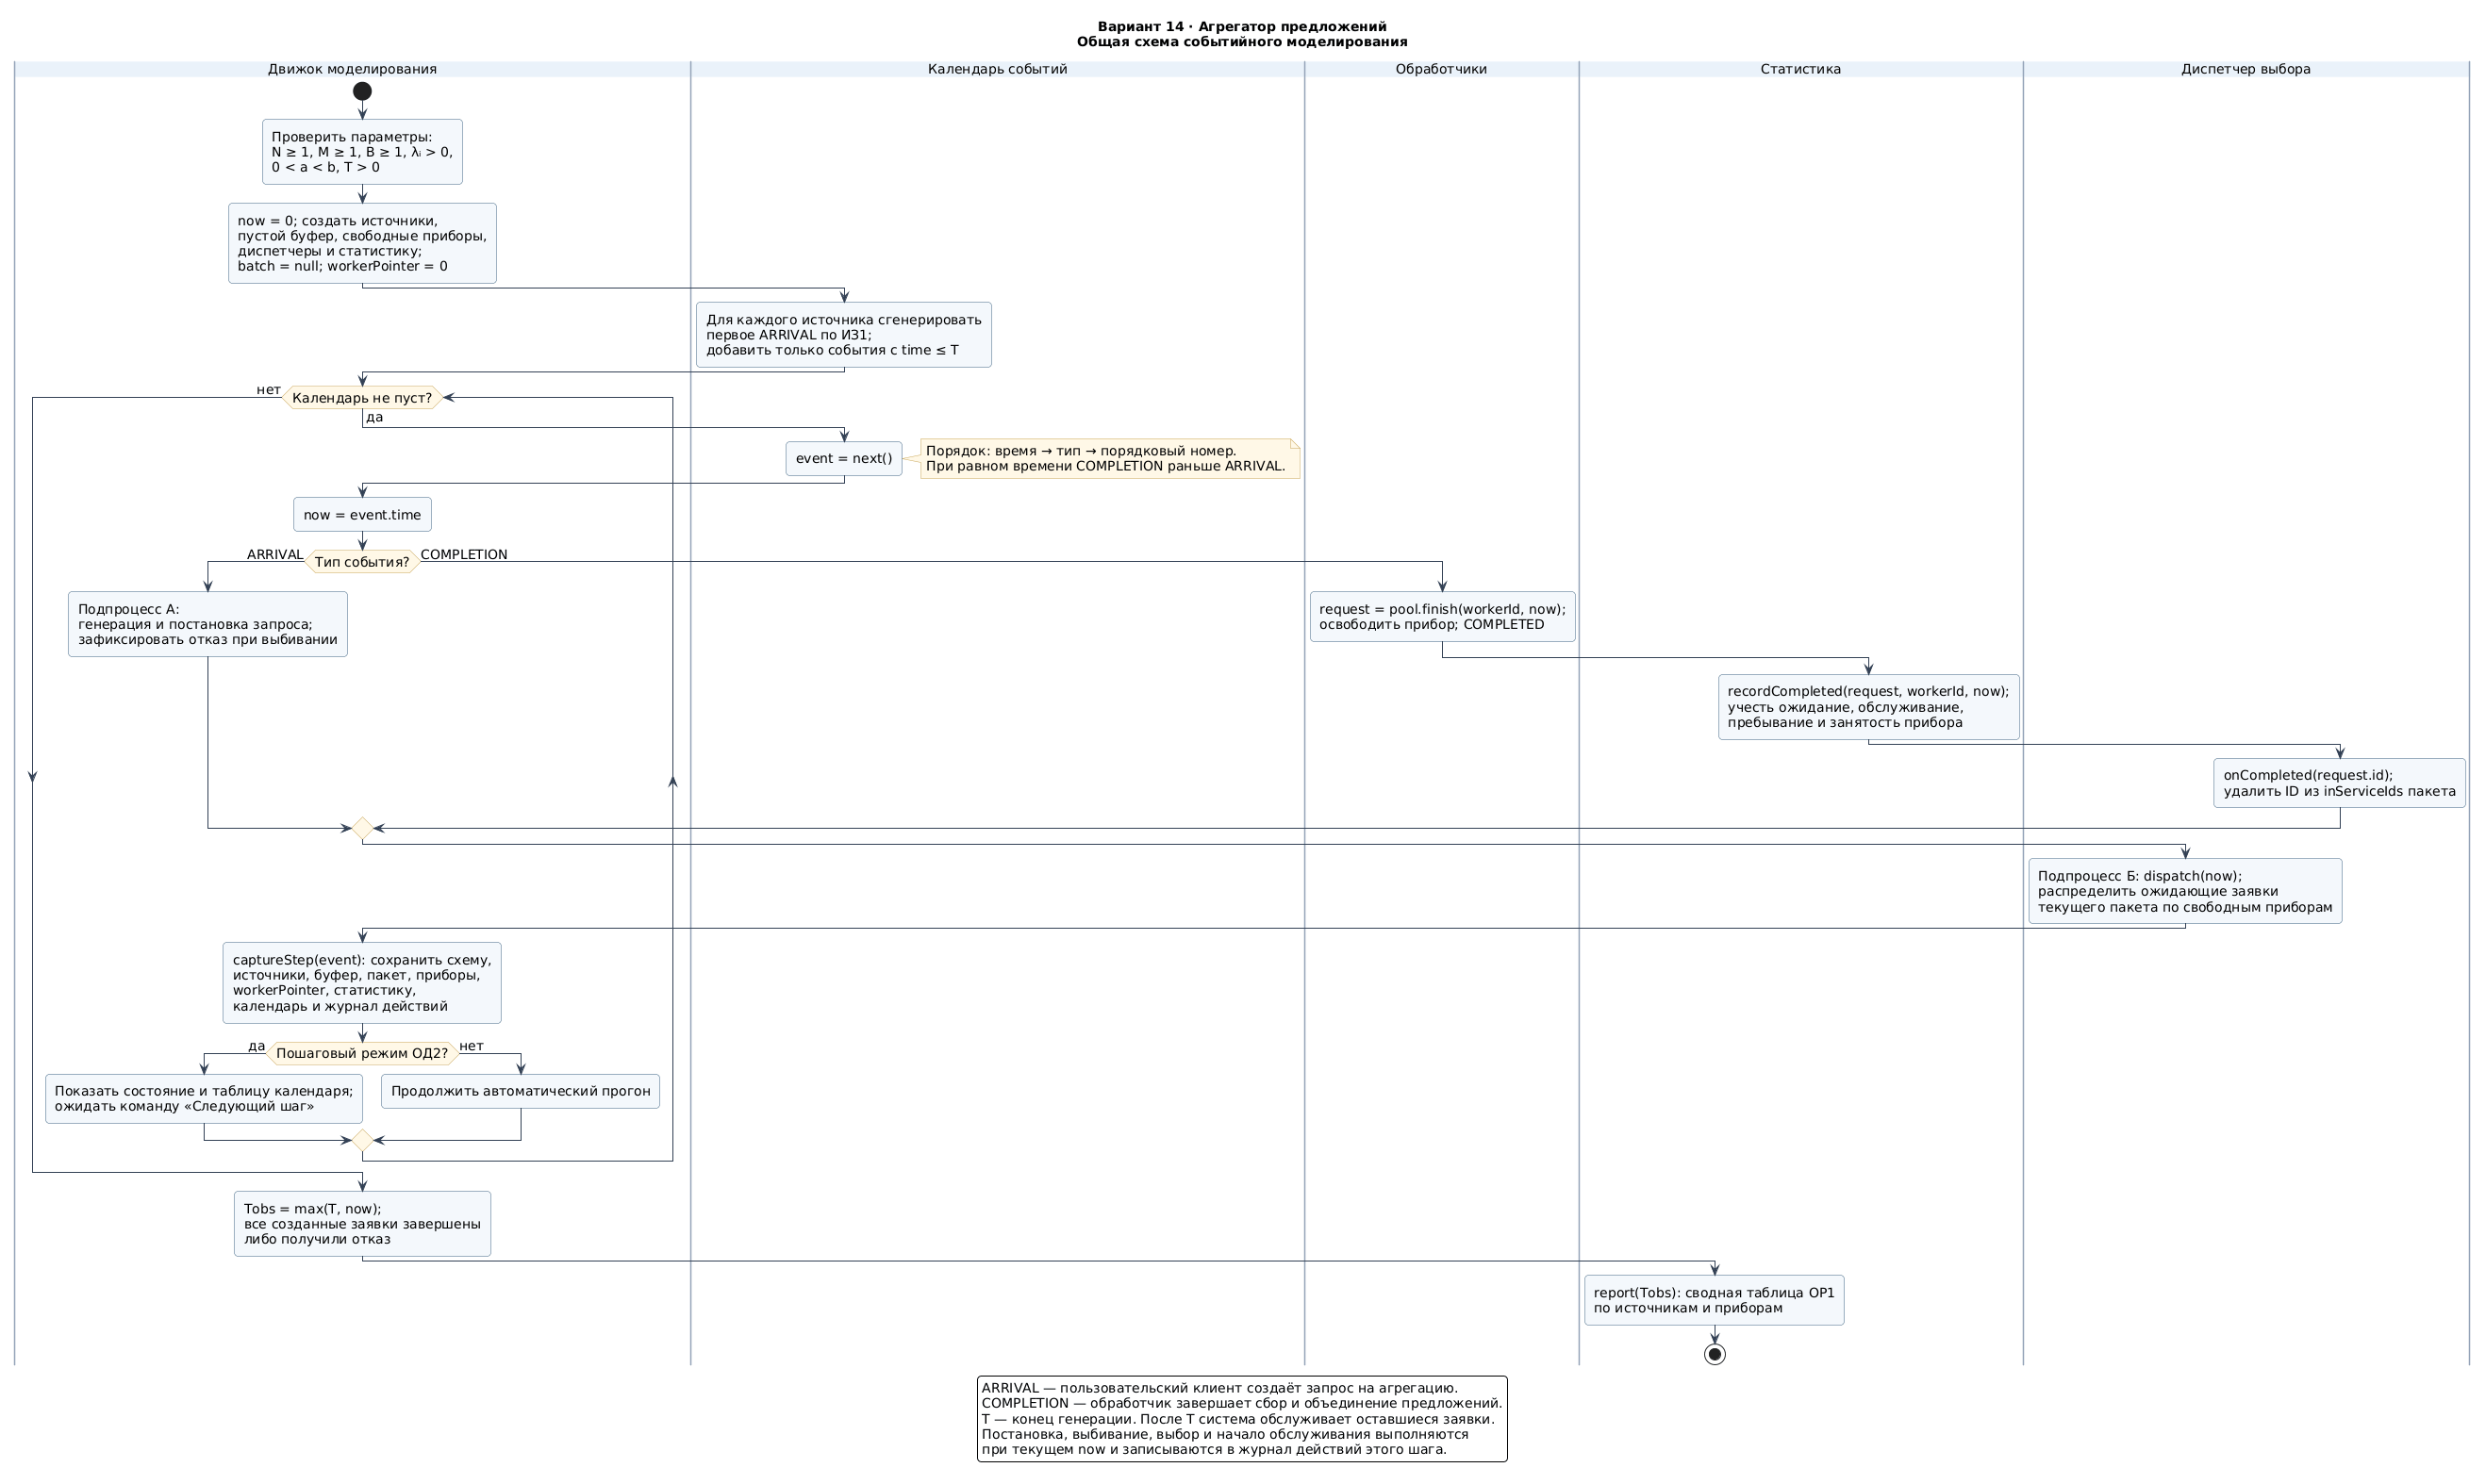 Вариант 14 · Агрегатор предложений
Общая схема событийного моделирования
Движок моделирования
Календарь событий
Обработчики
Статистика
Диспетчер выбора
Проверить параметры:
N ≥ 1, M ≥ 1, B ≥ 1, λᵢ > 0,
0 < a < b, T > 0
now = 0; создать источники,
пустой буфер, свободные приборы,
диспетчеры и статистику;
batch = null; workerPointer = 0
Для каждого источника сгенерировать
первое ARRIVAL по ИЗ1;
добавить только события с time ≤ T
нет
Календарь не пуст?
да
event = next()
Порядок: время → тип → порядковый номер.
При равном времени COMPLETION раньше ARRIVAL.
now = event.time
ARRIVAL
Тип события?
COMPLETION
Подпроцесс А:
генерация и постановка запроса;
зафиксировать отказ при выбивании
request = pool.finish(workerId, now);
освободить прибор; COMPLETED
recordCompleted(request, workerId, now);
учесть ожидание, обслуживание,
пребывание и занятость прибора
onCompleted(request.id);
удалить ID из inServiceIds пакета
Подпроцесс Б: dispatch(now);
распределить ожидающие заявки
текущего пакета по свободным приборам
captureStep(event): сохранить схему,
источники, буфер, пакет, приборы,
workerPointer, статистику,
календарь и журнал действий
да
Пошаговый режим ОД2?
нет
Показать состояние и таблицу календаря;
ожидать команду «Следующий шаг»
Продолжить автоматический прогон
Tobs = max(T, now);
все созданные заявки завершены
либо получили отказ
report(Tobs): сводная таблица ОР1
по источникам и приборам
ARRIVAL — пользовательский клиент создаёт запрос на агрегацию.
COMPLETION — обработчик завершает сбор и объединение предложений.
T — конец генерации. После T система обслуживает оставшиеся заявки.
Постановка, выбивание, выбор и начало обслуживания выполняются
при текущем now и записываются в журнал действий этого шага.